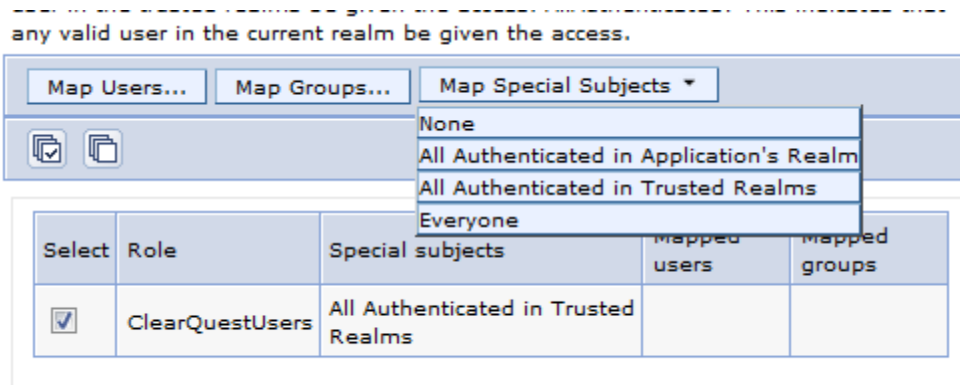 any valid user in the current realm be given the access.
Map Users... Map Groups... Map Special Subjects
None
All Authenticated in Application's Realm
All Authenticated in Trusted Realms
Everyone
Select Role Special subjects Mapped users Mapped groups
ClearQuestUsers All Authenticated in Trusted Realms